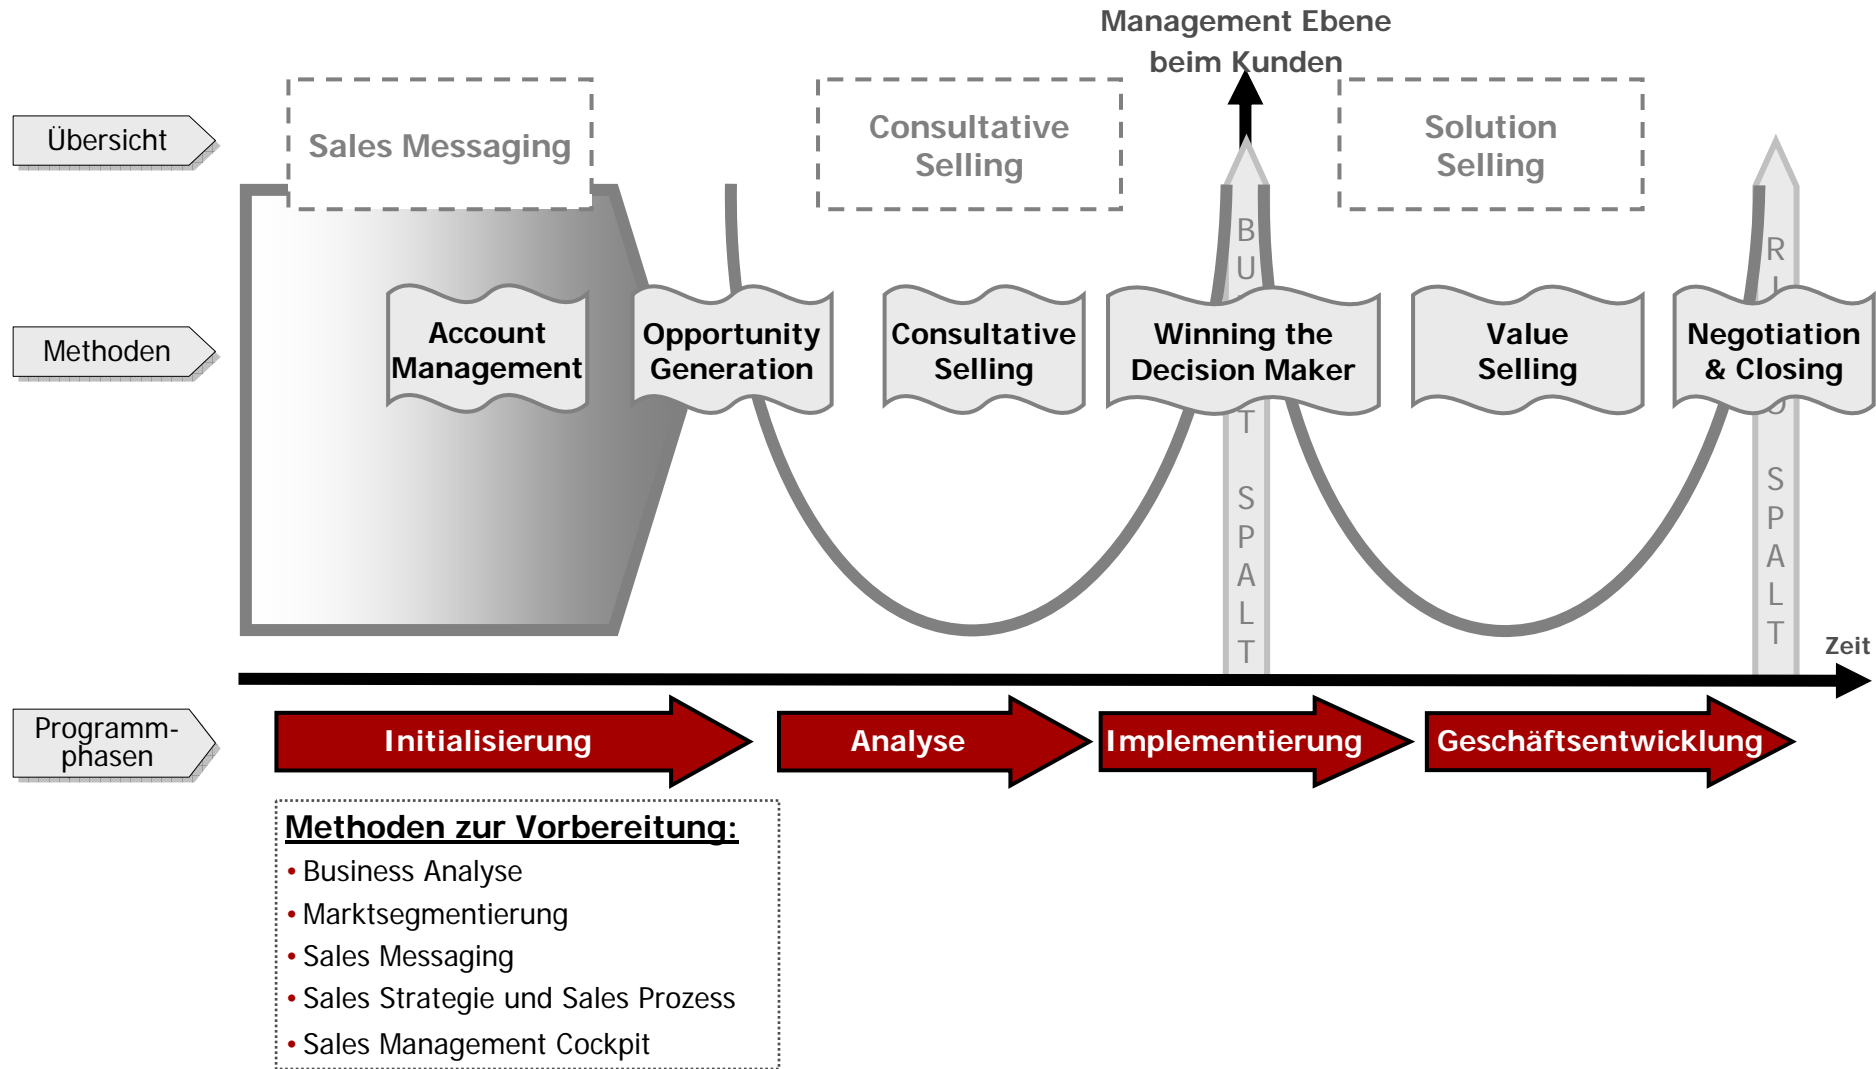 Management Ebene
beim Kunden
Übersicht
Sales Messaging
Consultative
Selling
Solution
Selling
Methoden
Account
Management
Opportunity
Generation
Consultative
Selling
Winning the
Decision Maker
Value
Selling
Negotiation
& Closing
SPALT
SPALT
Zeit
Programm-
phasen
Initialisierung
Analyse
Implementierung
Geschäftsentwicklung
Methoden zur Vorbereitung:
• Business Analyse
• Marktsegmentierung
• Sales Messaging
• Sales Strategie und Sales Prozess
• Sales Management Cockpit